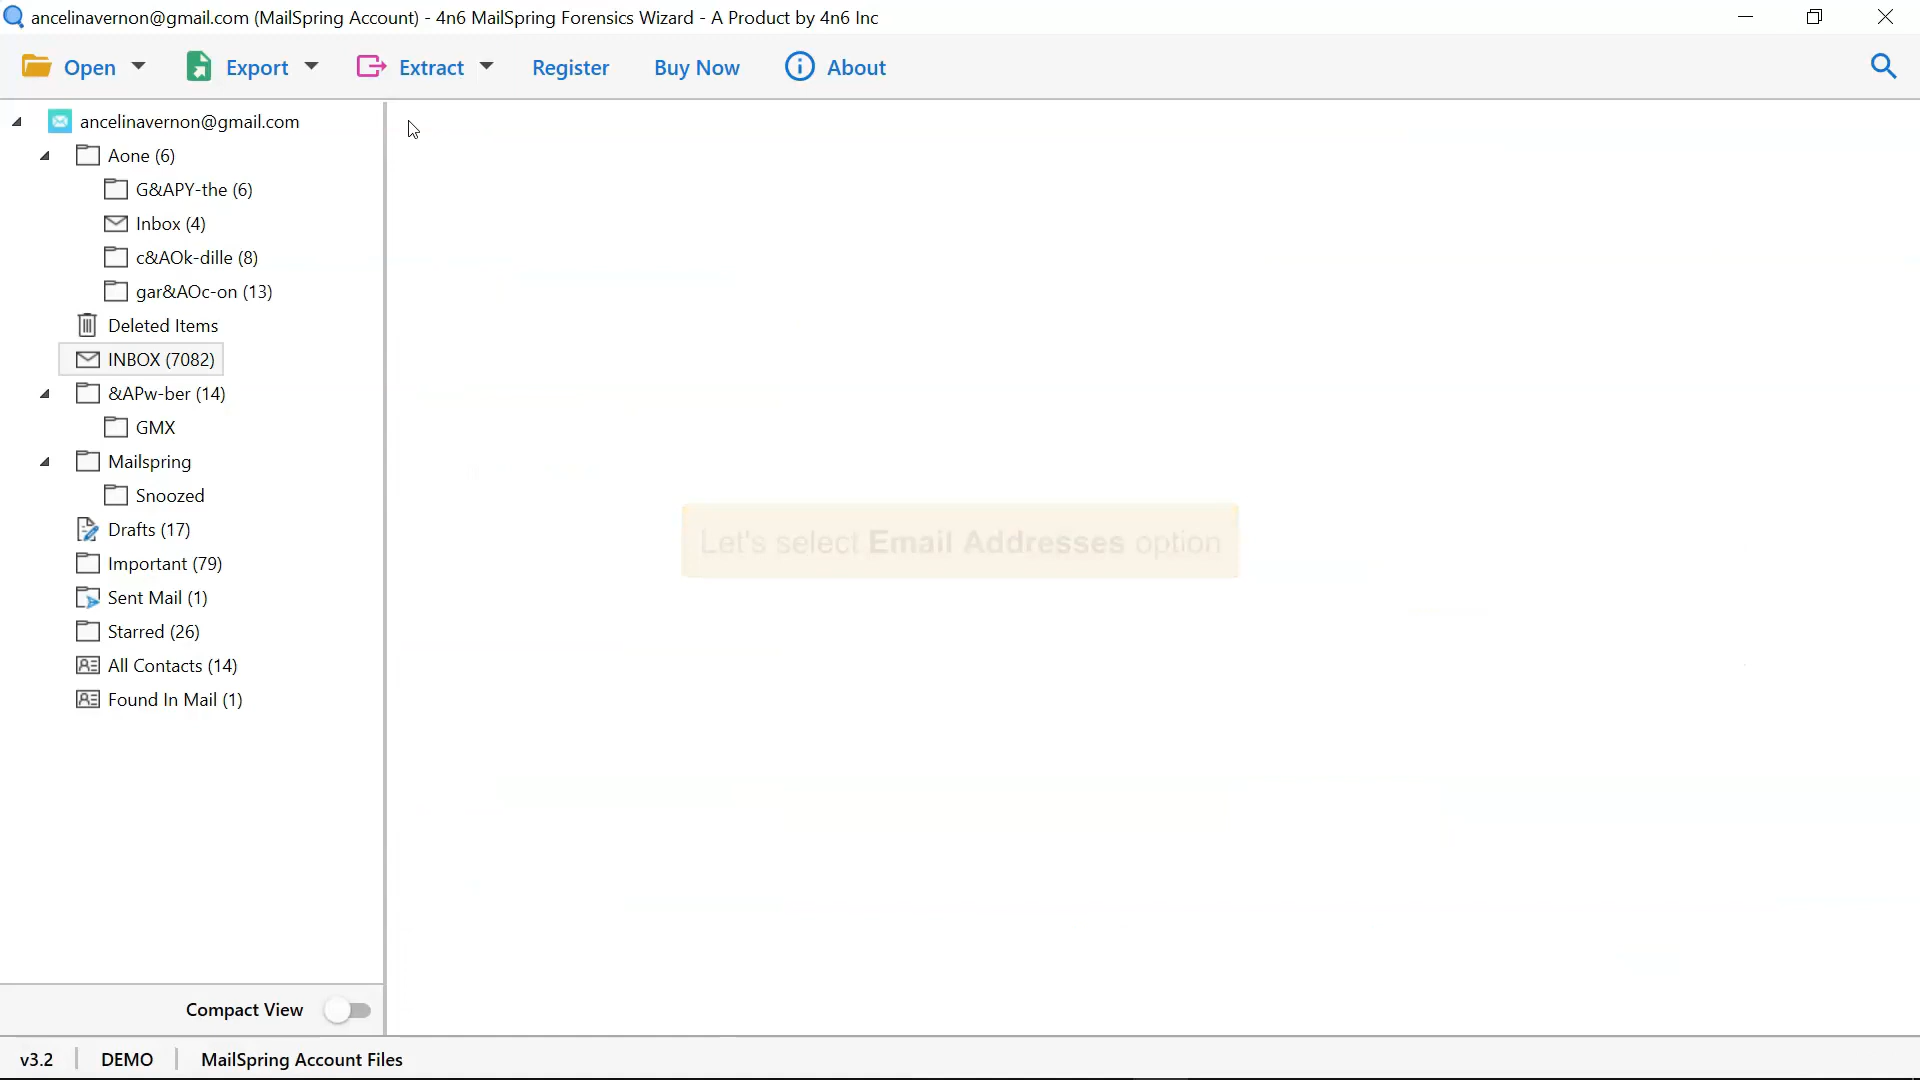 ancelinavernon@gmail.com (MailSpring Account) - 4n6 MailSpring Forensics Wizard - A Product by 4n6 Inc
Open Export Extract Register Buy Now About
ancelinavernon@gmail.com
Aone (6)
G&APY-the (6)
Inbox (4)
c&AOk-dille (8)
gar&AOc-on (13)
Deleted Items
INBOX (7082)
&APw-ber (14)
GMX
Mailspring
Snoozed
Drafts (17)
Important (79)
Sent Mail (1)
Starred (26)
All Contacts (14)
Found In Mail (1)
Let's select Email Addresses option
Compact View
v3.2 DEMO MailSpring Account Files